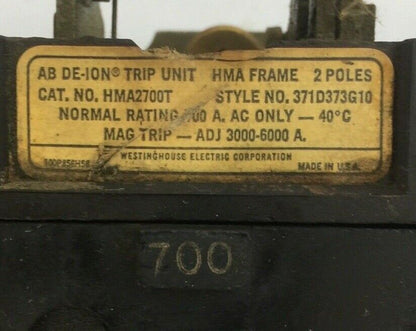 AB DE-ION® TRIP UNIT HMA FRAME 2 POLES
CAT. NO. HMA2700T STYLE NO. 371D373G10
NORMAL RATING 700 A. AC ONLY — 40°C
MAG TRIP — ADJ 3000-6000 A.
WESTINGHOUSE ELECTRIC CORPORATION
MADE IN U.S.A.
700